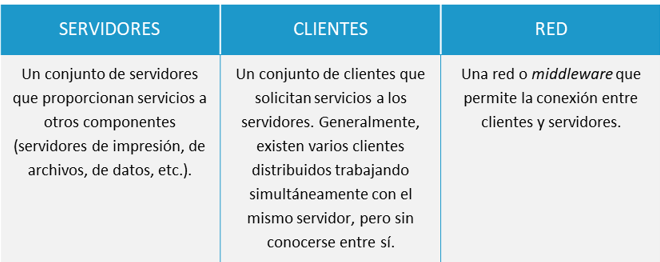 SERVIDORES
Un conjunto de servidores
que proporcionan servicios a
otros componentes
(servidores de impresión, de
archivos, de datos, etc.).
CLIENTES
Un conjunto de clientes que
solicitan servicios a los
servidores. Generalmente,
existen varios clientes
distribuidos trabajando
simultáneamente con el
mismo servidor, pero sin
conocerse entre sí.
RED
Una red o middleware que
permite la conexión entre
clientes y servidores.